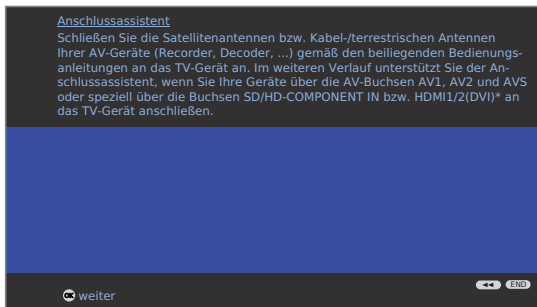 Anschlussassistent
Schließen Sie die Satellitenantennen bzw. Kabel-/terrestrischen Antennen
Ihrer AV-Geräte (Recorder, Decoder, ...) gemäß den beiliegenden Bedienungs-
anleitungen an das TV-Gerät an. Im weiteren Verlauf unterstützt Sie der An-
schlussassistent, wenn Sie Ihre Geräte über die AV-Buchsen AV1, AV2 und AVS
oder speziell über die Buchsen SD/HD-COMPONENT IN bzw. HDMI1/2(DVI)* an
das TV-Gerät anschließen.
END
OK weiter